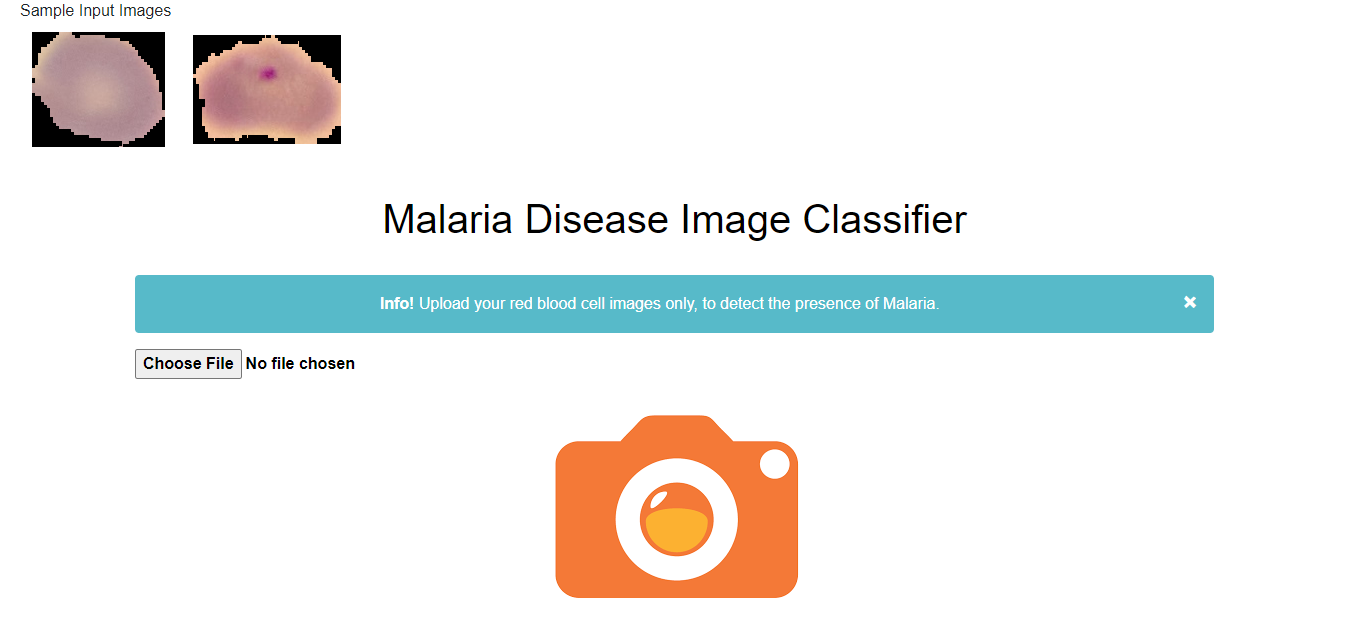 Sample Input Images
Malaria Disease Image Classifier
Info! Upload your red blood cell images only, to detect the presence of Malaria.
×
Choose File No file chosen